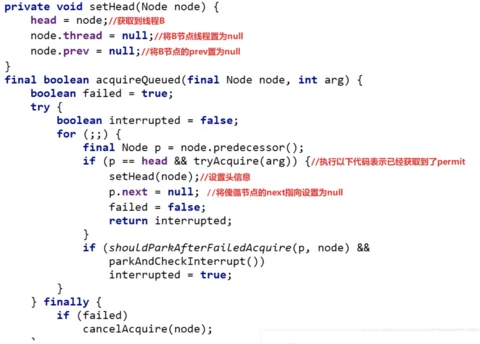 private void setHead(Node node) {
head = node;//获取到线程B
node.thread = null;//将B节点线程置为null
node.prev = null;//将B节点的prev置为null
}
final boolean acquireQueued(final Node node, int arg) {
boolean failed = true;
try {
boolean interrupted = false;
for (;;) {
final Node p = node.predecessor();
if (p == head && tryAcquire(arg)) {//执行以下代码表示已经获取到了permit
setHead(node);//设置头信息
p.next = null; //将傀儡节点的next指向设置为null
failed = false;
return interrupted;
}
if (shouldParkAfterFailedAcquire(p, node) &&
parkAndCheckInterrupt())
interrupted = true;
}
} finally {
if (failed)
cancelAcquire(node);